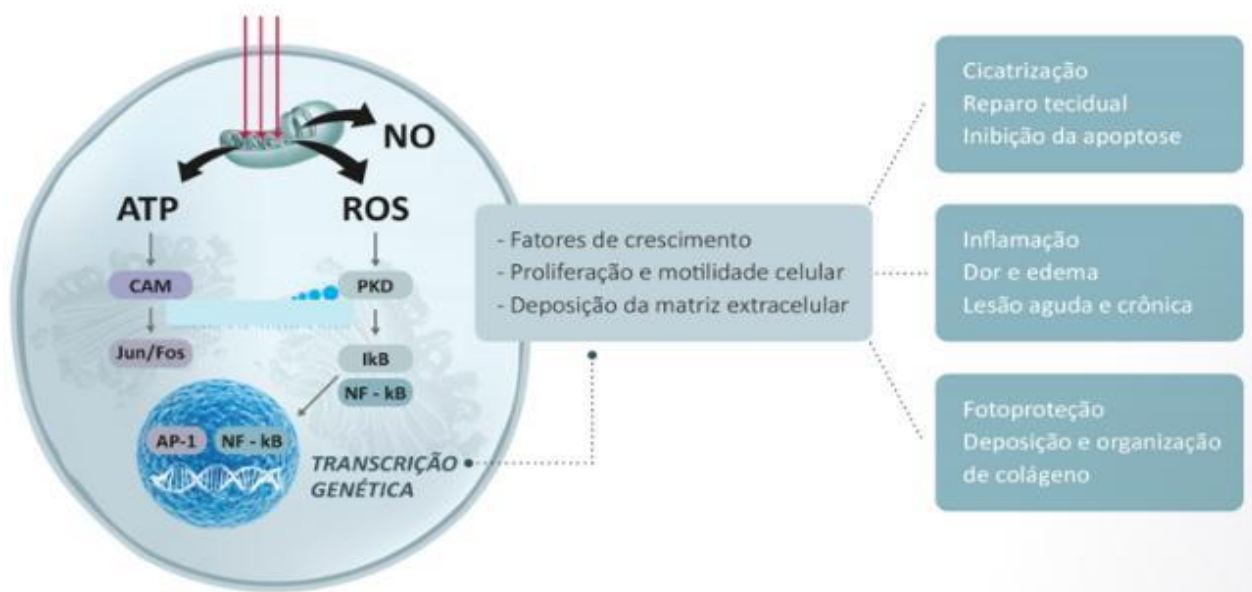 NO
ATP
ROS
CAM
PKD
Jun/Fos
IkB
NF - kB
AP-1
NF - kB
TRANSCRIÇÃO
GENÉTICA
- Fatores de crescimento
- Proliferação e motilidade celular
- Deposição da matriz extracelular
Cicatrização
Reparo tecidual
Inibição da apoptose
Inflamação
Dor e edema
Lesão aguda e crônica
Fotoproteção
Deposição e organização
de colágeno